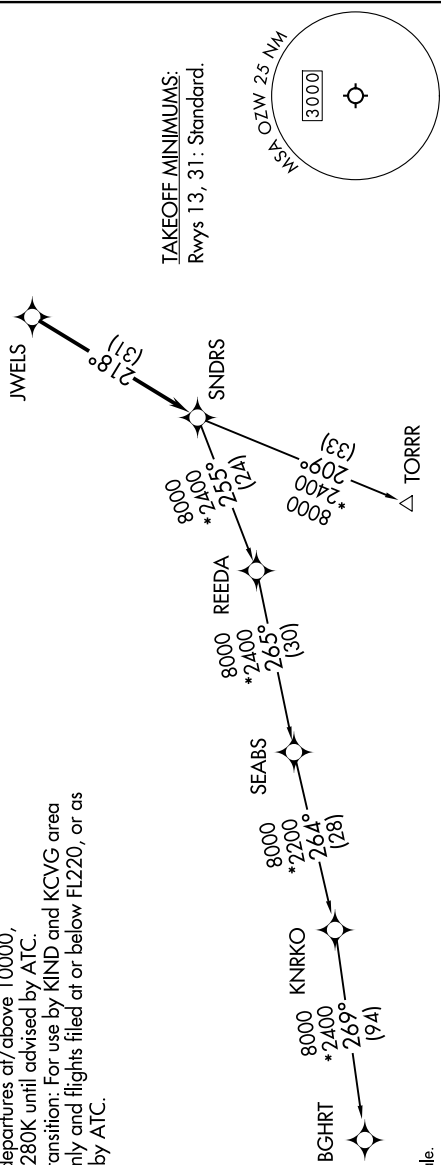 departures at/above 10000,
280K until advised by ATC.
For use by KIND and KCVG area
and flights filed at or below FL220, or as
by ATC.
TAKEOFF MINIMUMS:
Rwys 13, 31: Standard.
MSA OZW 25 NM
3000
JWELS
218°
(31)
SNDRS
8000
*2400
255°
(24)
8000
*2400
209°
(33)
TORRR
REEDA
8000
*2400
265°
(30)
SEABS
8000
*2200
264°
(28)
KNRKO
8000
*2400
269°
(94)
BGHRT